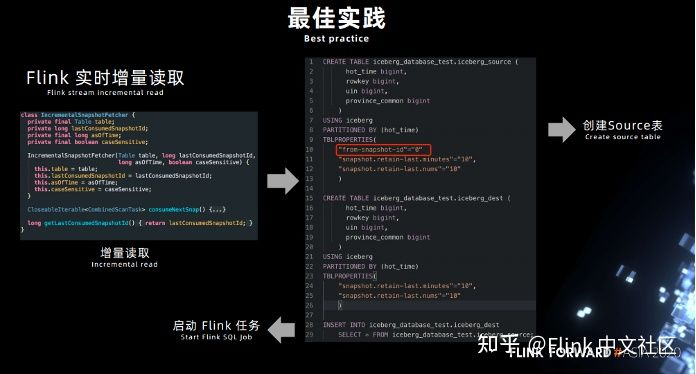 最佳实践
Best practice
Flink 实时增量读取
Flink stream incremental read
class IncrementalSnapshotFetcher {
private final Table table;
private long lastConsumedSnapshotId;
private final long asOfTime;
private final boolean caseSensitive;
IncrementalSnapshotFetcher(Table table, long lastConsumedSnapshotId,
long asOfTime, boolean caseSensitive) {
this.table = table;
this.lastConsumedSnapshotId = lastConsumedSnapshotId;
this.asOfTime = asOfTime;
this.caseSensitive = caseSensitive;
}
CloseableIterable<CombinedScanTask> consumeNextSnap() {...}
long getLastConsumedSnapshotId() { return lastConsumedSnapshotId; }
}
增量读取
Incremental read
1 CREATE TABLE iceberg_database_test.iceberg_source (
2 hot_time bigint,
3 rowkey bigint,
4 uin bigint,
5 province_common bigint
6 )
7 USING iceberg
8 PARTITIONED BY (hot_time)
9 TBLPROPERTIES(
10 "from-snapshot-id"="0"
11 "snapshot.retain-last.minutes"="10",
12 "snapshot.retain-last.nums"="10"
13 )
14
15 CREATE TABLE iceberg_database_test.iceberg_dest (
16 hot_time bigint,
17 rowkey bigint,
18 uin bigint,
19 province_common bigint
20 )
21 USING iceberg
22 PARTITIONED BY (hot_time)
23 TBLPROPERTIES(
24 "snapshot.retain-last.minutes"="10",
25 "snapshot.retain-last.nums"="10"
26 )
27
28 INSERT INTO iceberg_database_test.iceberg_dest
29 SELECT * FROM iceberg_database_test.iceberg_source;
创建Source表
Create source table
启动 Flink 任务
Start Flink SQL Job
知乎 @Flink 中文社区
FLINK FORWARD #ASIA 2020